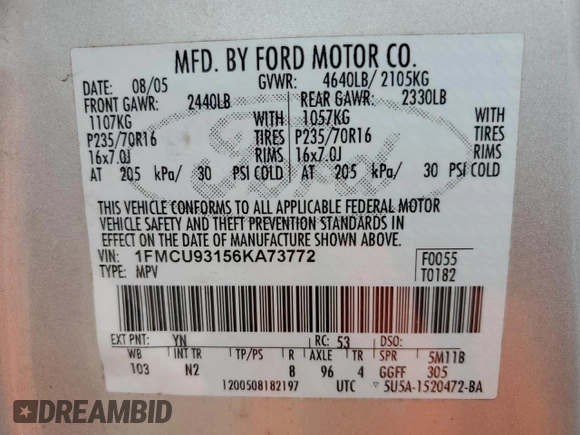 MFD. BY FORD MOTOR CO.
DATE: 08/05 GVWR: 4640LB/ 2105KG
FRONT GAWR: 2440LB REAR GAWR: 2330LB
1107KG WITH 1057KG WITH
P235/70R16 TIRES P235/70R16 TIRES
16x7.0J RIMS 16x7.0J RIMS
AT 205 kPa/ 30 PSI COLD AT 205 kPa/ 30 PSI COLD
Ford
THIS VEHICLE CONFORMS TO ALL APPLICABLE FEDERAL MOTOR
VEHICLE SAFETY AND THEFT PREVENTION STANDARDS IN
EFFECT ON THE DATE OF MANUFACTURE SHOWN ABOVE.
VIN: 1FMCU93156KA73772 F0055
TYPE: MPV T0182
EXT PNT: YN RC: 53 DSO:
WB INT TR TP/PS R AXLE TR SPR 5M11B
103 N2 8 96 4 GGFF 305
1200508182197 UTC 5U5A-1520472-BA
DREAMBID